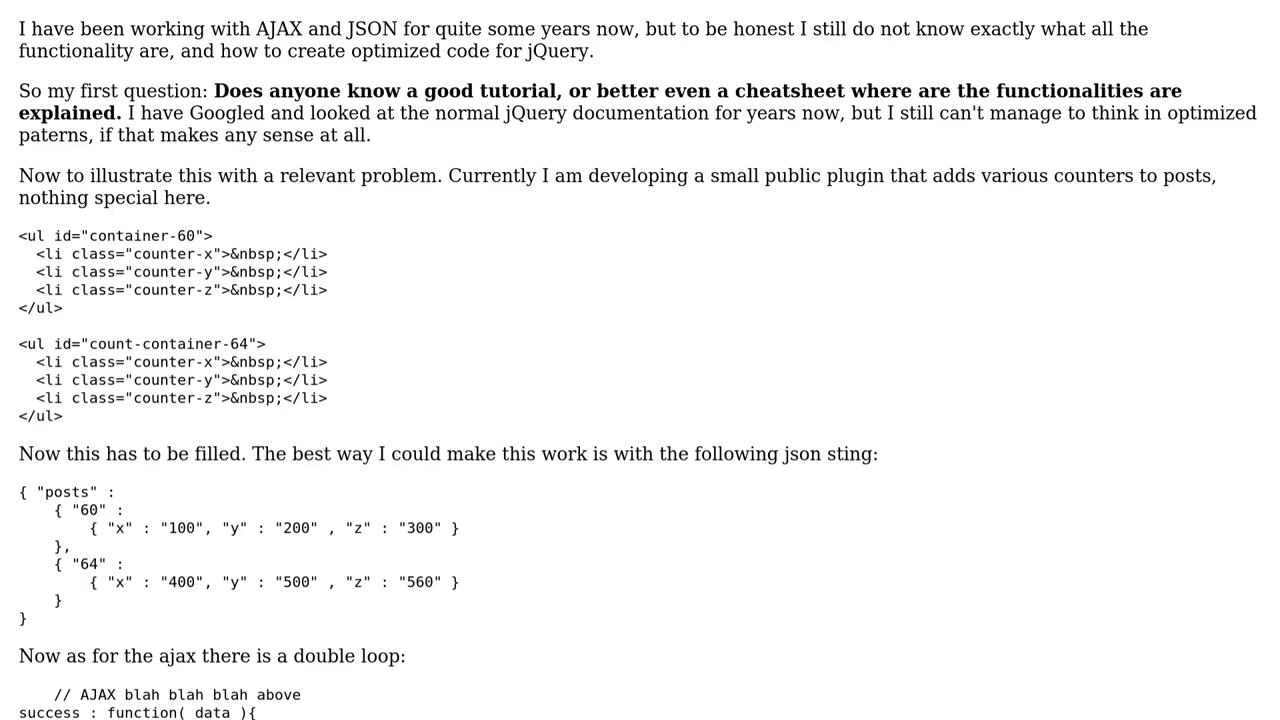 I have been working with AJAX and JSON for quite some years now, but to be honest I still do not know exactly what all the
functionality are, and how to create optimized code for jQuery.
So my first question: Does anyone know a good tutorial, or better even a cheatsheet where are the functionalities are
explained. I have Googled and looked at the normal jQuery documentation for years now, but I still can't manage to think in optimized
paterns, if that makes any sense at all.
Now to illustrate this with a relevant problem. Currently I am developing a small public plugin that adds various counters to posts,
nothing special here.
<ul id="container-60">
  <li class="counter-x">&nbsp;</li>
  <li class="counter-y">&nbsp;</li>
  <li class="counter-z">&nbsp;</li>
</ul>
<ul id="count-container-64">
  <li class="counter-x">&nbsp;</li>
  <li class="counter-y">&nbsp;</li>
  <li class="counter-z">&nbsp;</li>
</ul>
Now this has to be filled. The best way I could make this work is with the following json sting:
{ "posts" :
    { "60" :
        { "x" : "100", "y" : "200" , "z" : "300" }
    },
    { "64" :
        { "x" : "400", "y" : "500" , "z" : "560" }
    }
}
Now as for the ajax there is a double loop:
    // AJAX blah blah blah above
success : function( data ){